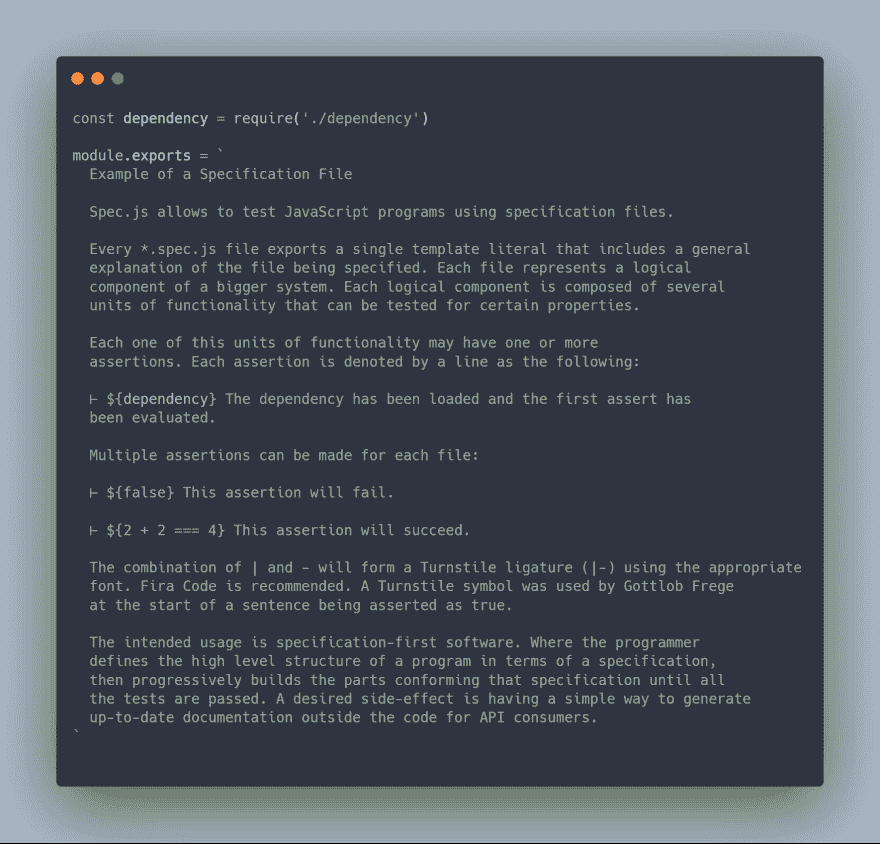 const dependency = require('./dependency')
module.exports = `
Example of a Specification File
Spec.js allows to test JavaScript programs using specification files.
Every *.spec.js file exports a single template literal that includes a general
explanation of the file being specified. Each file represents a logical
component of a bigger system. Each logical component is composed of several
units of functionality that can be tested for certain properties.
Each one of this units of functionality may have one or more
assertions. Each assertion is denoted by a line as the following:
⊢ ${dependency} The dependency has been loaded and the first assert has
been evaluated.
Multiple assertions can be made for each file:
⊢ ${false} This assertion will fail.
⊢ ${2 + 2 === 4} This assertion will succeed.
The combination of | and - will form a Turnstile ligature (|-) using the appropriate
font. Fira Code is recommended. A Turnstile symbol was used by Gottlob Frege
at the start of a sentence being asserted as true.
The intended usage is specification-first software. Where the programmer
defines the high level structure of a program in terms of a specification,
then progressively builds the parts conforming that specification until all
the tests are passed. A desired side-effect is having a simple way to generate
up-to-date documentation outside the code for API consumers.
`